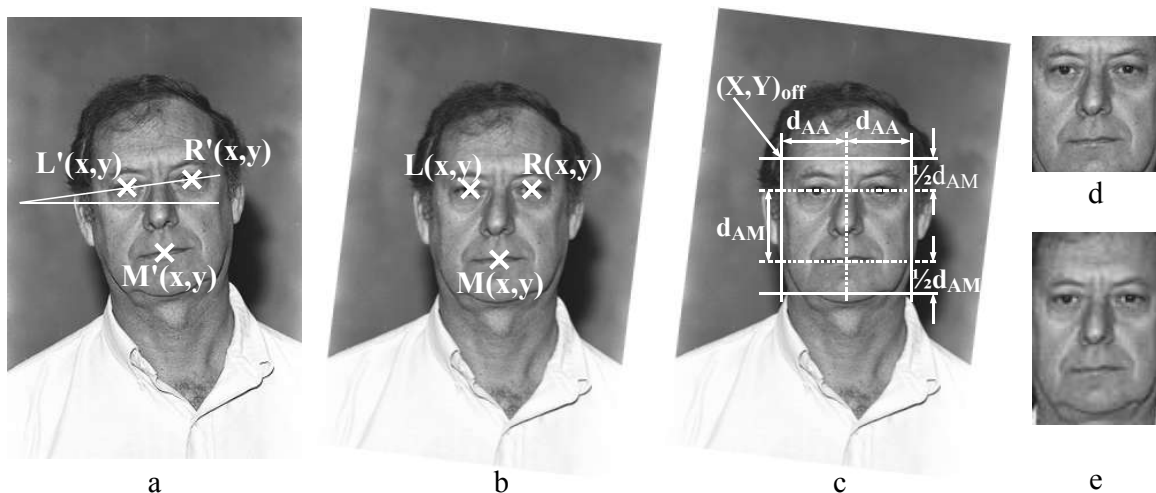 L'(x,y)
R'(x,y)
M'(x,y)
a
L(x,y)
R(x,y)
M(x,y)
b
(X,Y)off
dAA
dAA
½dAM
dAM
½dAM
c
d
e